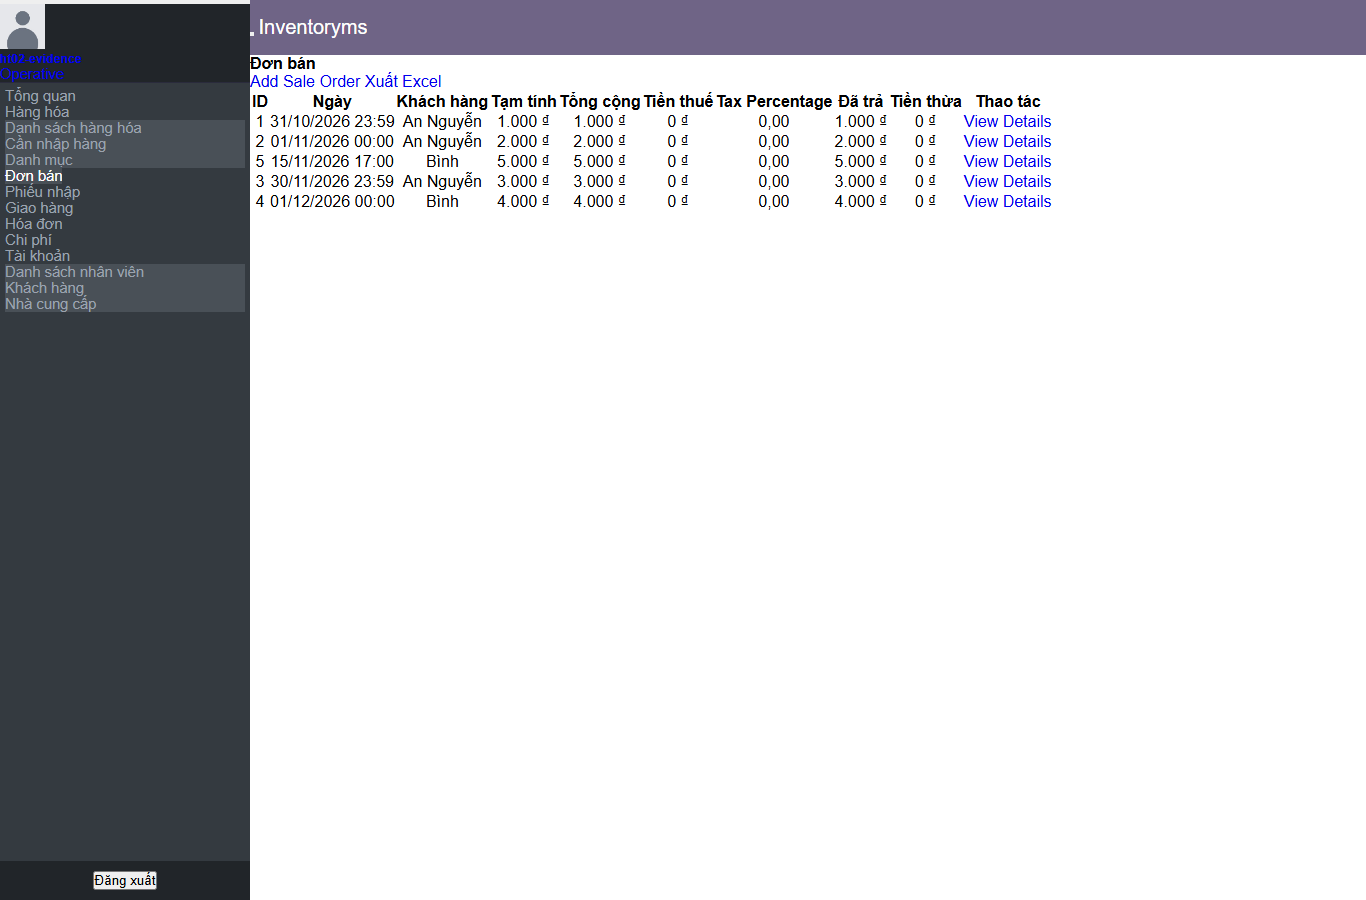 hd02-evidence
Operative
Tổng quan
Hàng hóa
Danh sách hàng hóa
Cần nhập hàng
Danh mục
Đơn bán
Phiếu nhập
Giao hàng
Hóa đơn
Chi phí
Tài khoản
Danh sách nhân viên
Khách hàng
Nhà cung cấp
Đăng xuất
Inventoryms
Đơn bán
Add Sale Order Xuất Excel
ID Ngày Khách hàng Tạm tính Tổng cộng Tiền thuế Tax Percentage Đã trả Tiền thừa Thao tác
1 31/10/2026 23:59 An Nguyễn 1.000 ₫ 1.000 ₫ 0 ₫ 0,00 1.000 ₫ 0 ₫ View Details
2 01/11/2026 00:00 An Nguyễn 2.000 ₫ 2.000 ₫ 0 ₫ 0,00 2.000 ₫ 0 ₫ View Details
5 15/11/2026 17:00 Bình 5.000 ₫ 5.000 ₫ 0 ₫ 0,00 5.000 ₫ 0 ₫ View Details
3 30/11/2026 23:59 An Nguyễn 3.000 ₫ 3.000 ₫ 0 ₫ 0,00 3.000 ₫ 0 ₫ View Details
4 01/12/2026 00:00 Bình 4.000 ₫ 4.000 ₫ 0 ₫ 0,00 4.000 ₫ 0 ₫ View Details